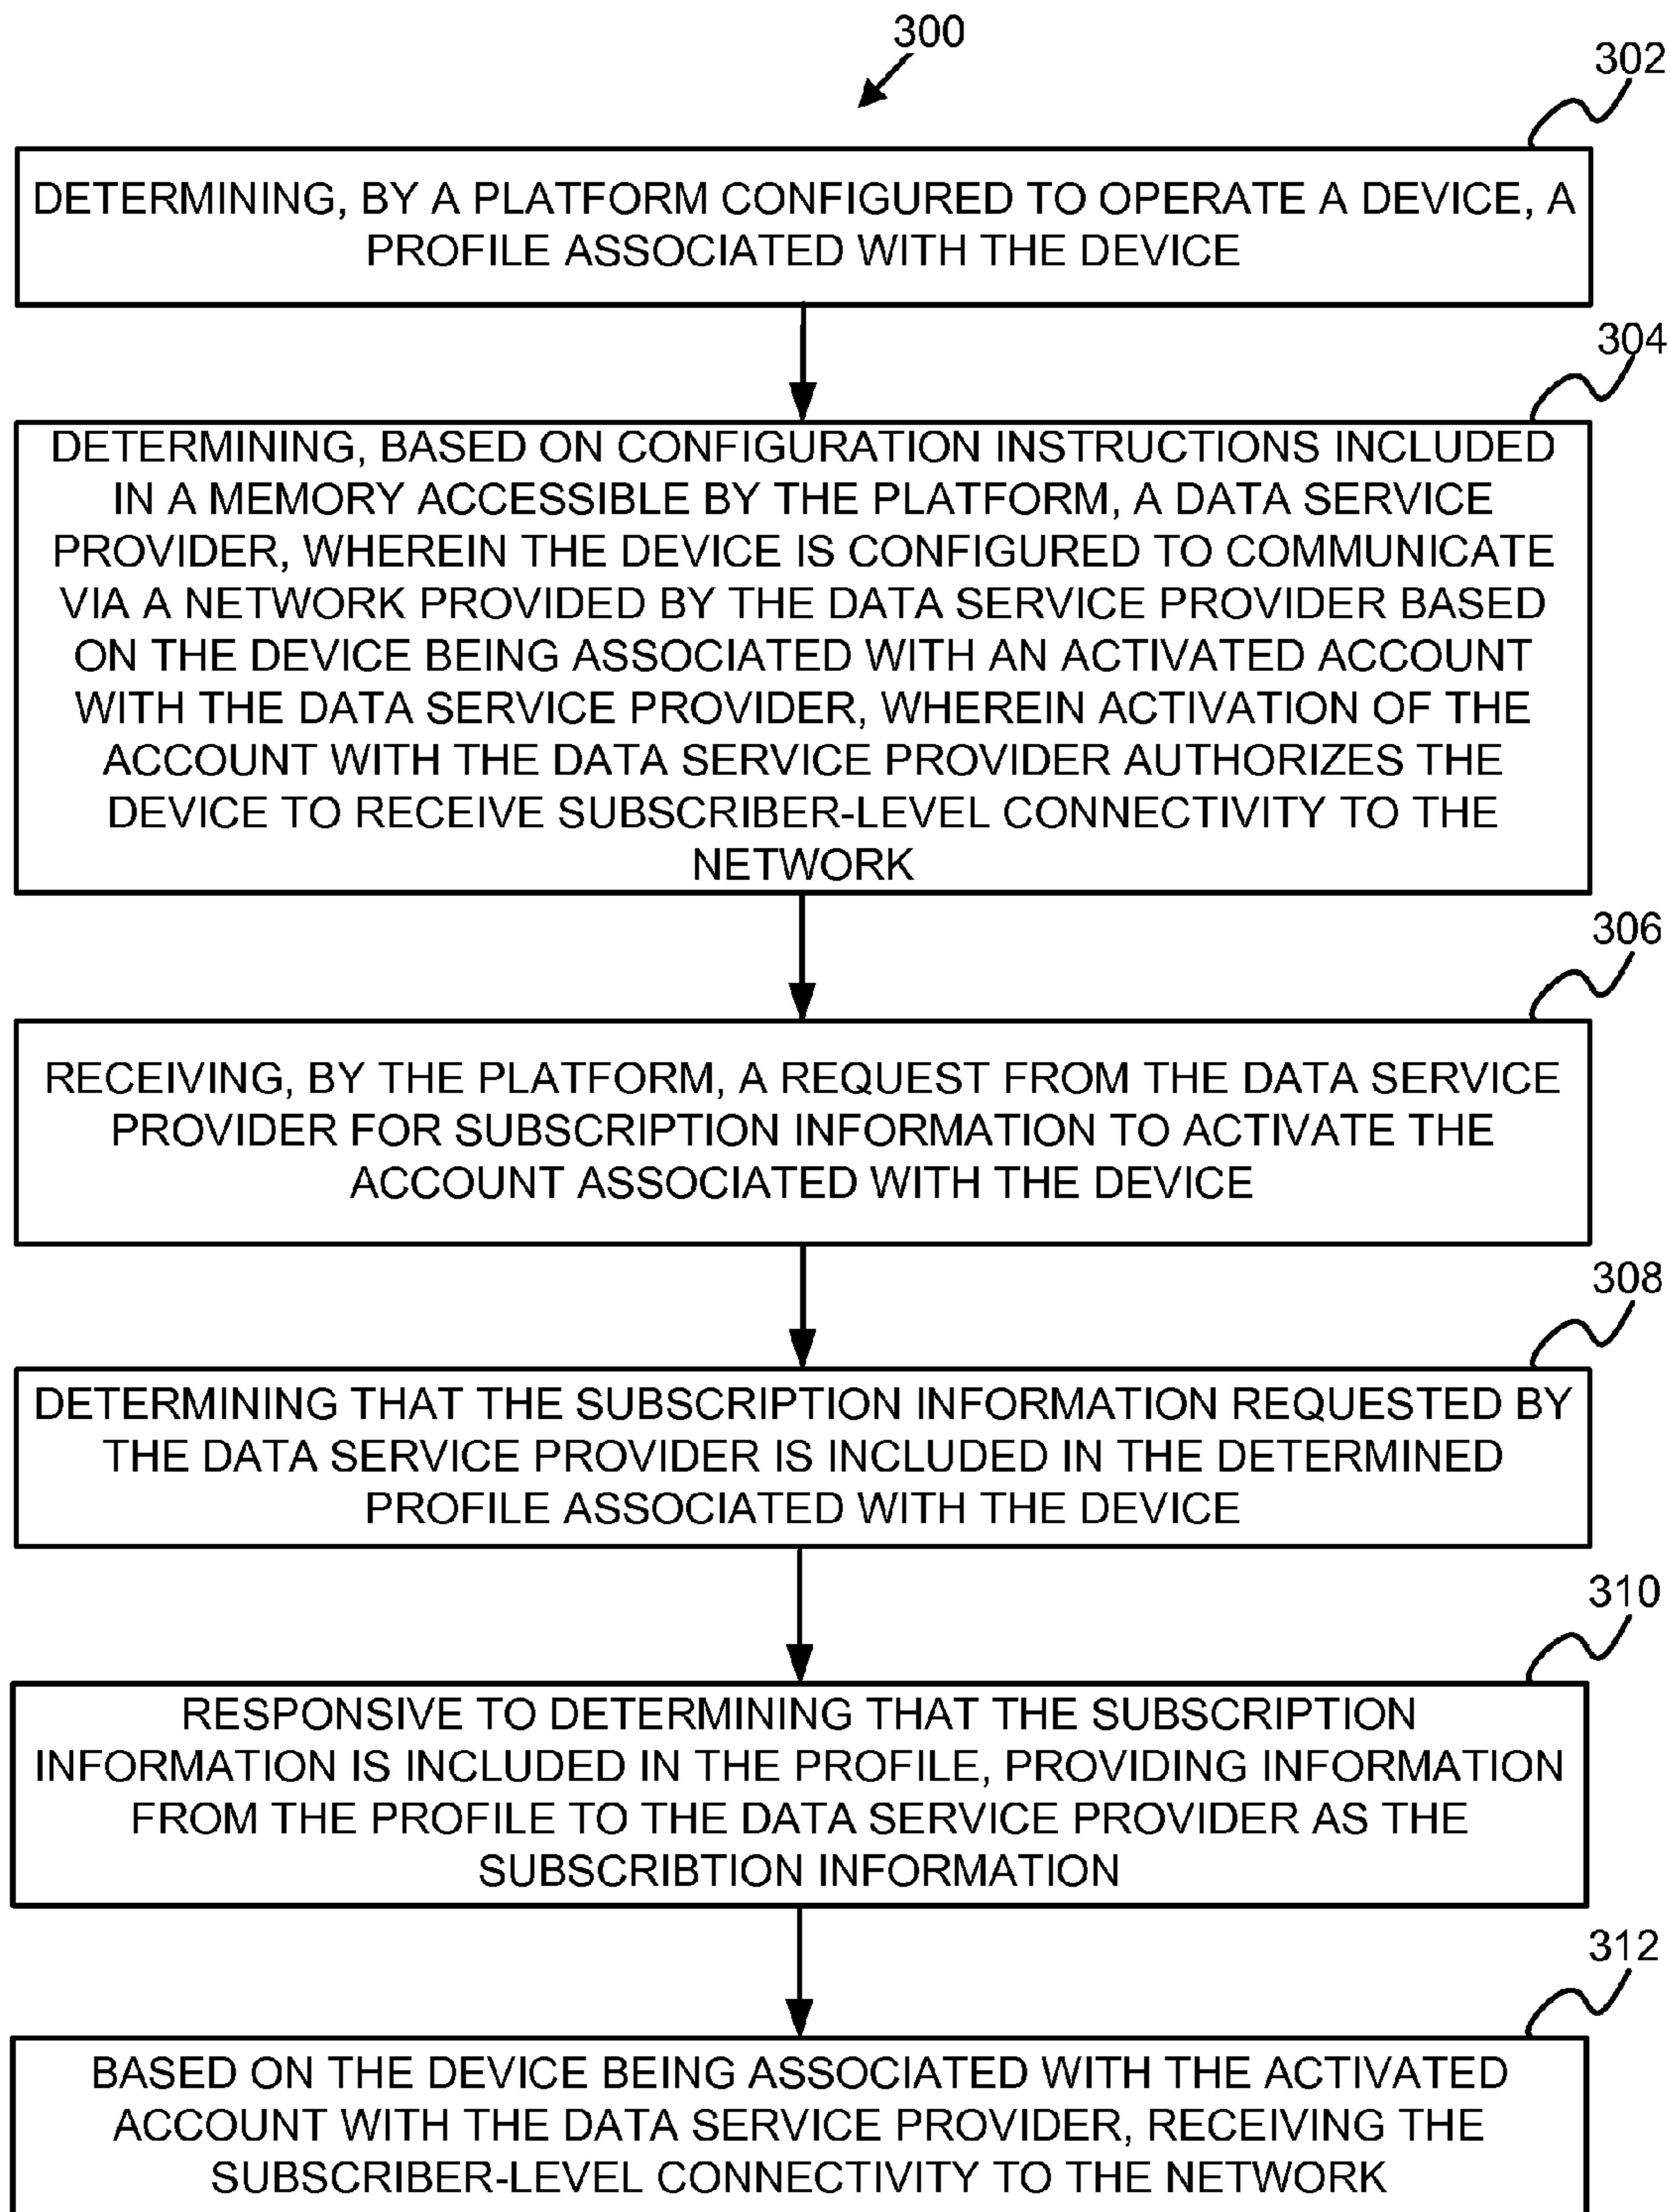 300
302
DETERMINING, BY A PLATFORM CONFIGURED TO OPERATE A DEVICE, A
PROFILE ASSOCIATED WITH THE DEVICE
304
DETERMINING, BASED ON CONFIGURATION INSTRUCTIONS INCLUDED
IN A MEMORY ACCESSIBLE BY THE PLATFORM, A DATA SERVICE
PROVIDER, WHEREIN THE DEVICE IS CONFIGURED TO COMMUNICATE
VIA A NETWORK PROVIDED BY THE DATA SERVICE PROVIDER BASED
ON THE DEVICE BEING ASSOCIATED WITH AN ACTIVATED ACCOUNT
WITH THE DATA SERVICE PROVIDER, WHEREIN ACTIVATION OF THE
ACCOUNT WITH THE DATA SERVICE PROVIDER AUTHORIZES THE
DEVICE TO RECEIVE SUBSCRIBER-LEVEL CONNECTIVITY TO THE
NETWORK
306
RECEIVING, BY THE PLATFORM, A REQUEST FROM THE DATA SERVICE
PROVIDER FOR SUBSCRIPTION INFORMATION TO ACTIVATE THE
ACCOUNT ASSOCIATED WITH THE DEVICE
308
DETERMINING THAT THE SUBSCRIPTION INFORMATION REQUESTED BY
THE DATA SERVICE PROVIDER IS INCLUDED IN THE DETERMINED
PROFILE ASSOCIATED WITH THE DEVICE
310
RESPONSIVE TO DETERMINING THAT THE SUBSCRIPTION
INFORMATION IS INCLUDED IN THE PROFILE, PROVIDING INFORMATION
FROM THE PROFILE TO THE DATA SERVICE PROVIDER AS THE
SUBSCRIBTION INFORMATION
312
BASED ON THE DEVICE BEING ASSOCIATED WITH THE ACTIVATED
ACCOUNT WITH THE DATA SERVICE PROVIDER, RECEIVING THE
SUBSCRIBER-LEVEL CONNECTIVITY TO THE NETWORK